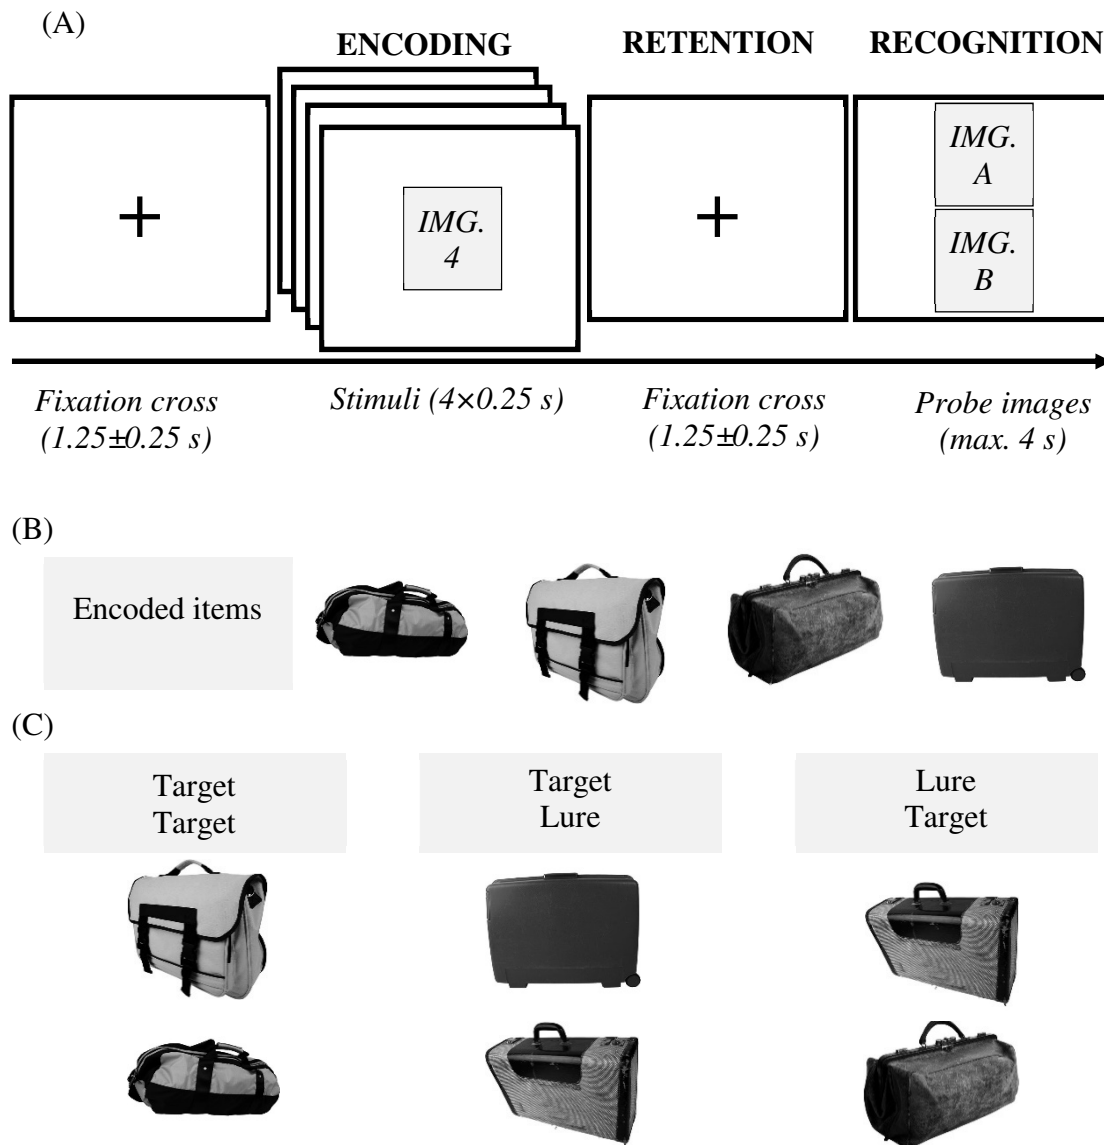 (A)
ENCODING RETENTION RECOGNITION
IMG.
4
IMG.
A
IMG.
B
Fixation cross
(1.25±0.25 s)
Stimuli (4×0.25 s)
Fixation cross
(1.25±0.25 s)
Probe images
(max. 4 s)
(B)
Encoded items
(C)
Target
Target
Target
Lure
Lure
Target